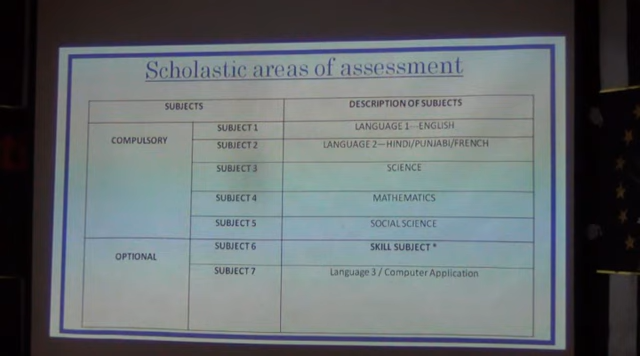 Scholastic areas of assessment
SUBJECTS DESCRIPTION OF SUBJECTS
COMPULSORY
SUBJECT 1 LANGUAGE 1—ENGLISH
SUBJECT 2 LANGUAGE 2—HINDI/PUNJABI/FRENCH
SUBJECT 3 SCIENCE
SUBJECT 4 MATHEMATICS
SUBJECT 5 SOCIAL SCIENCE
OPTIONAL
SUBJECT 6 SKILL SUBJECT *
SUBJECT 7 Language 3 / Computer Application